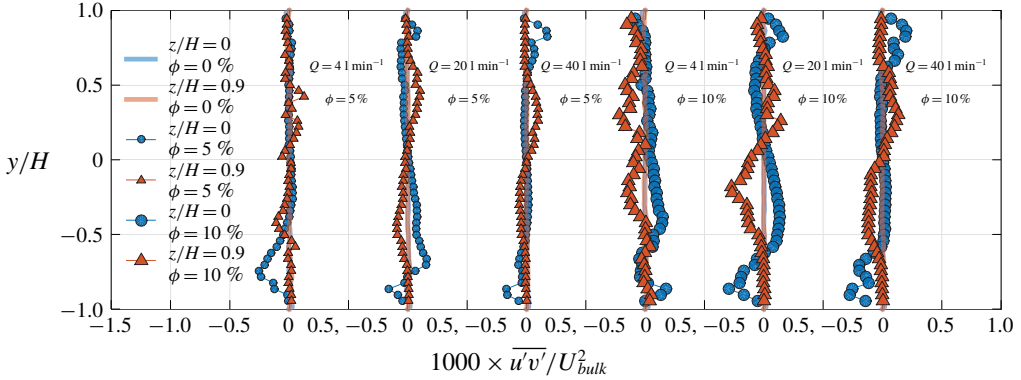 1.0
0.5
0
−0.5
−1.0
y/H
z/H = 0
ϕ = 0 %
z/H = 0.9
ϕ = 0 %
z/H = 0
ϕ = 5 %
z/H = 0.9
ϕ = 5 %
z/H = 0
ϕ = 10 %
z/H = 0.9
ϕ = 10 %
Q = 4 l min⁻¹ Q = 20 l min⁻¹ Q = 40 l min⁻¹ Q = 4 l min⁻¹ Q = 20 l min⁻¹ Q = 40 l min⁻¹
ϕ = 5 % ϕ = 5 % ϕ = 5 % ϕ = 10 % ϕ = 10 % ϕ = 10 %
−1.5 −1.0 −0.5 0 0.5, −0.5 0 0.5, −0.5 0 0.5, −0.5 0 0.5, −0.5 0 0.5, −0.5 0 0.5 1.0
1000 × u′v′/U²bulk